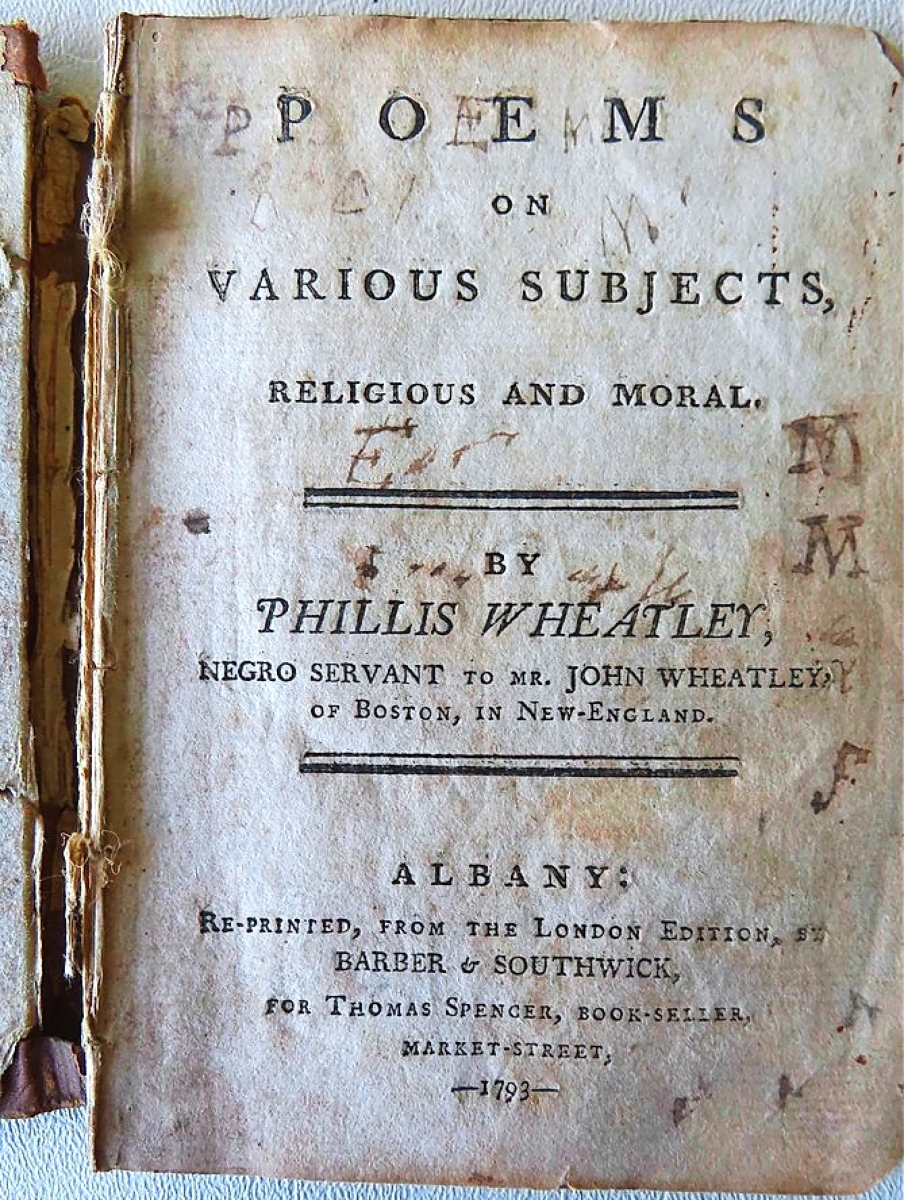 POEMS
ON
VARIOUS SUBJECTS,
RELIGIOUS AND MORAL.
BY
PHILLIS WHEATLEY,
NEGRO SERVANT TO MR. JOHN WHEATLEY,
OF BOSTON, IN NEW-ENGLAND.
ALBANY:
RE-PRINTED, FROM THE LONDON EDITION, BY
BARBER & SOUTHWICK,
FOR THOMAS SPENCER, BOOK-SELLER,
MARKET-STREET,
—1793—